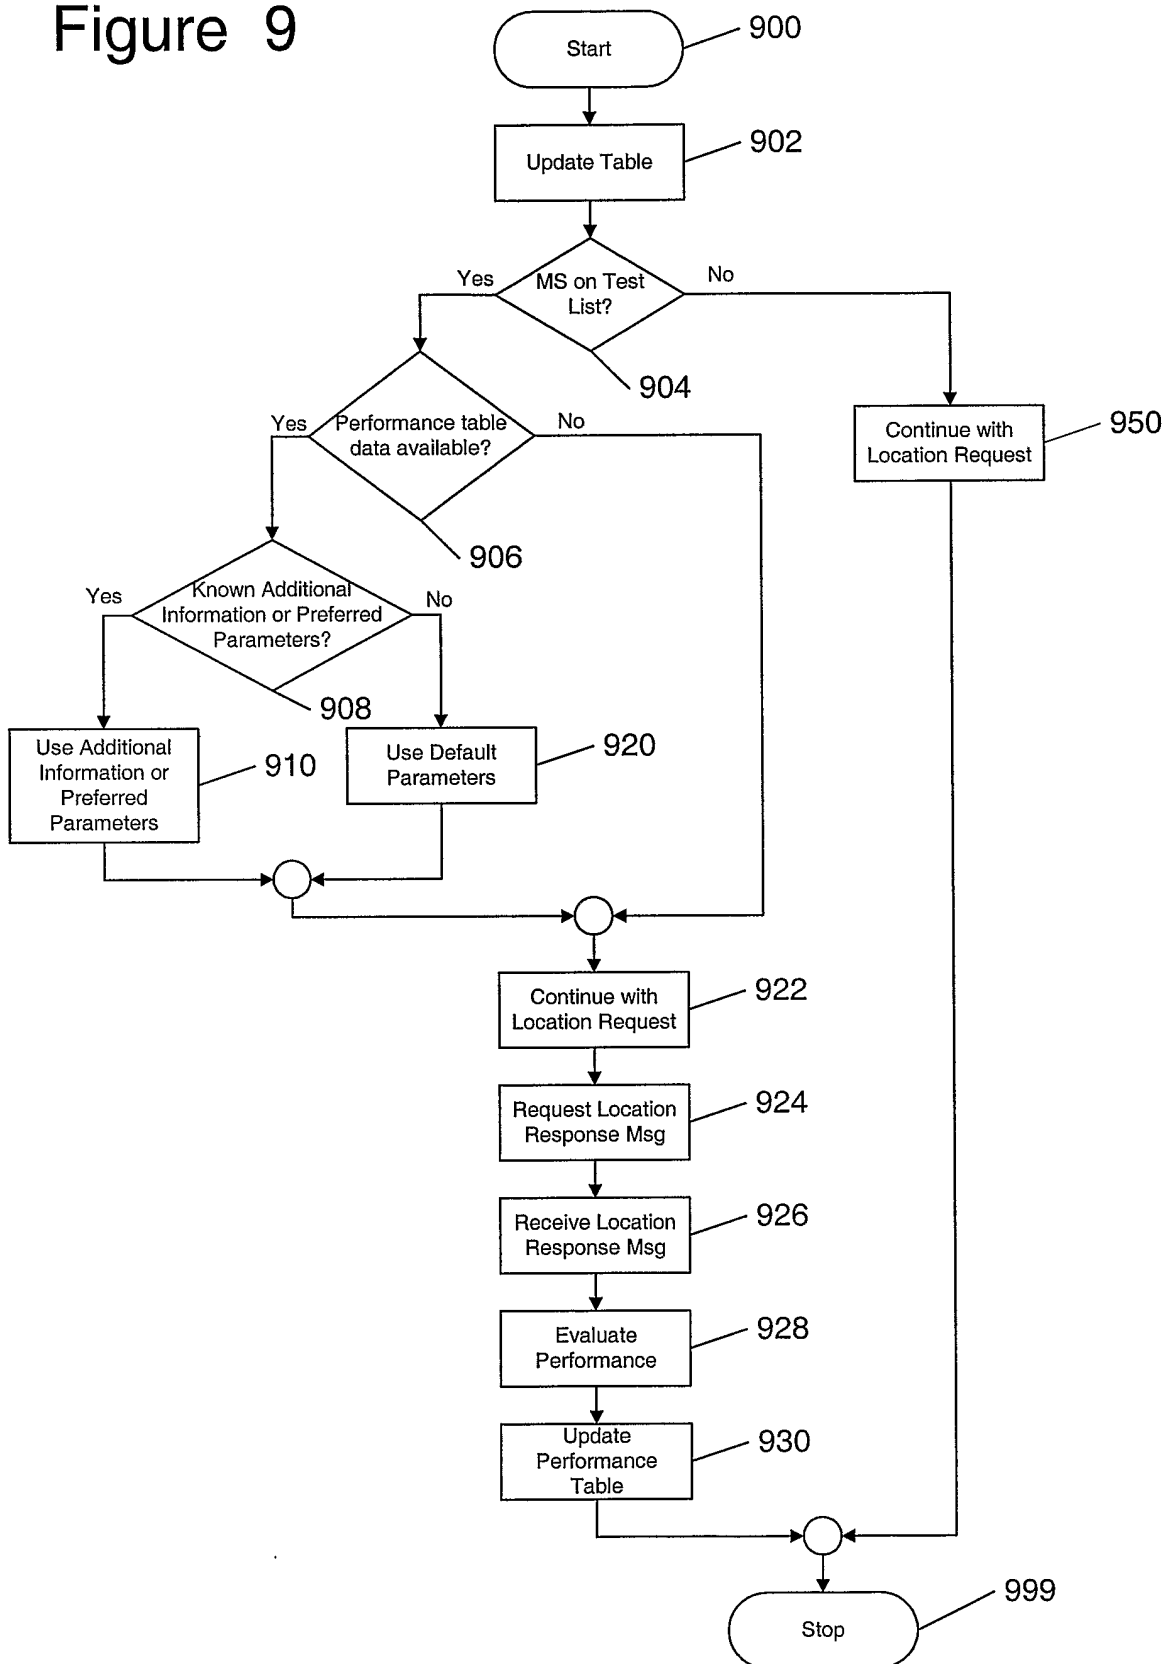 Figure 9
Start
900
Update Table
902
MS on Test
List?
Yes
No
904
Performance table
data available?
Yes
No
906
Continue with
Location Request
950
Known Additional
Information or Preferred
Parameters?
Yes
No
908
Use Additional
Information or
Preferred
Parameters
910
Use Default
Parameters
920
Continue with
Location Request
922
Request Location
Response Msg
924
Receive Location
Response Msg
926
Evaluate
Performance
928
Update
Performance
Table
930
Stop
999